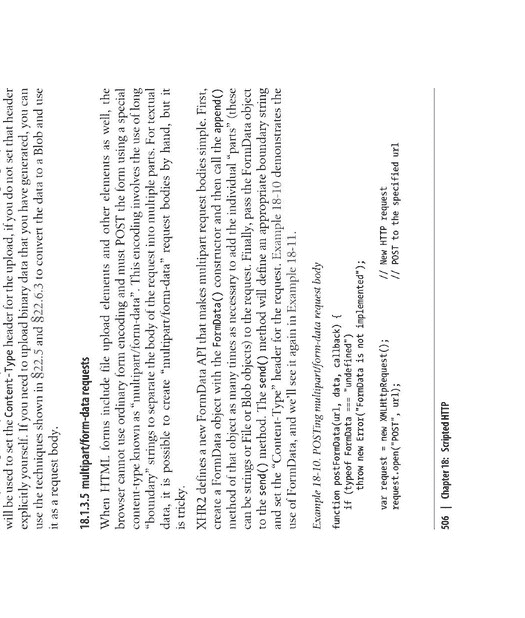 will be used to set the Content-Type header for the upload, if you do not set that header
explicitly yourself. If you need to upload binary data that you have generated, you can
use the techniques shown in §22.5 and §22.6.3 to convert the data to a Blob and use
it as a request body.
18.1.3.5 multipart/form-data requests
When HTML forms include file upload elements and other elements as well, the
browser cannot use ordinary form encoding and must POST the form using a special
content-type known as “multipart/form-data”. This encoding involves the use of long
“boundary” strings to separate the body of the request into multiple parts. For textual
data, it is possible to create “multipart/form-data” request bodies by hand, but it
is tricky.
XHR2 defines a new FormData API that makes multipart request bodies simple. First,
create a FormData object with the FormData() constructor and then call the append()
method of that object as many times as necessary to add the individual “parts” (these
can be strings or File or Blob objects) to the request. Finally, pass the FormData object
to the send() method. The send() method will define an appropriate boundary string
and set the “Content-Type” header for the request. Example 18-10 demonstrates the
use of FormData, and we’ll see it again in Example 18-11.
Example 18-10. POSTing multipart/form-data request body
function postFormData(url, data, callback) {
if (typeof FormData === "undefined")
throw new Error("FormData is not implemented");
var request = new XMLHttpRequest(); // New HTTP request
request.open("POST", url); // POST to the specified url
506 | Chapter 18: Scripted HTTP